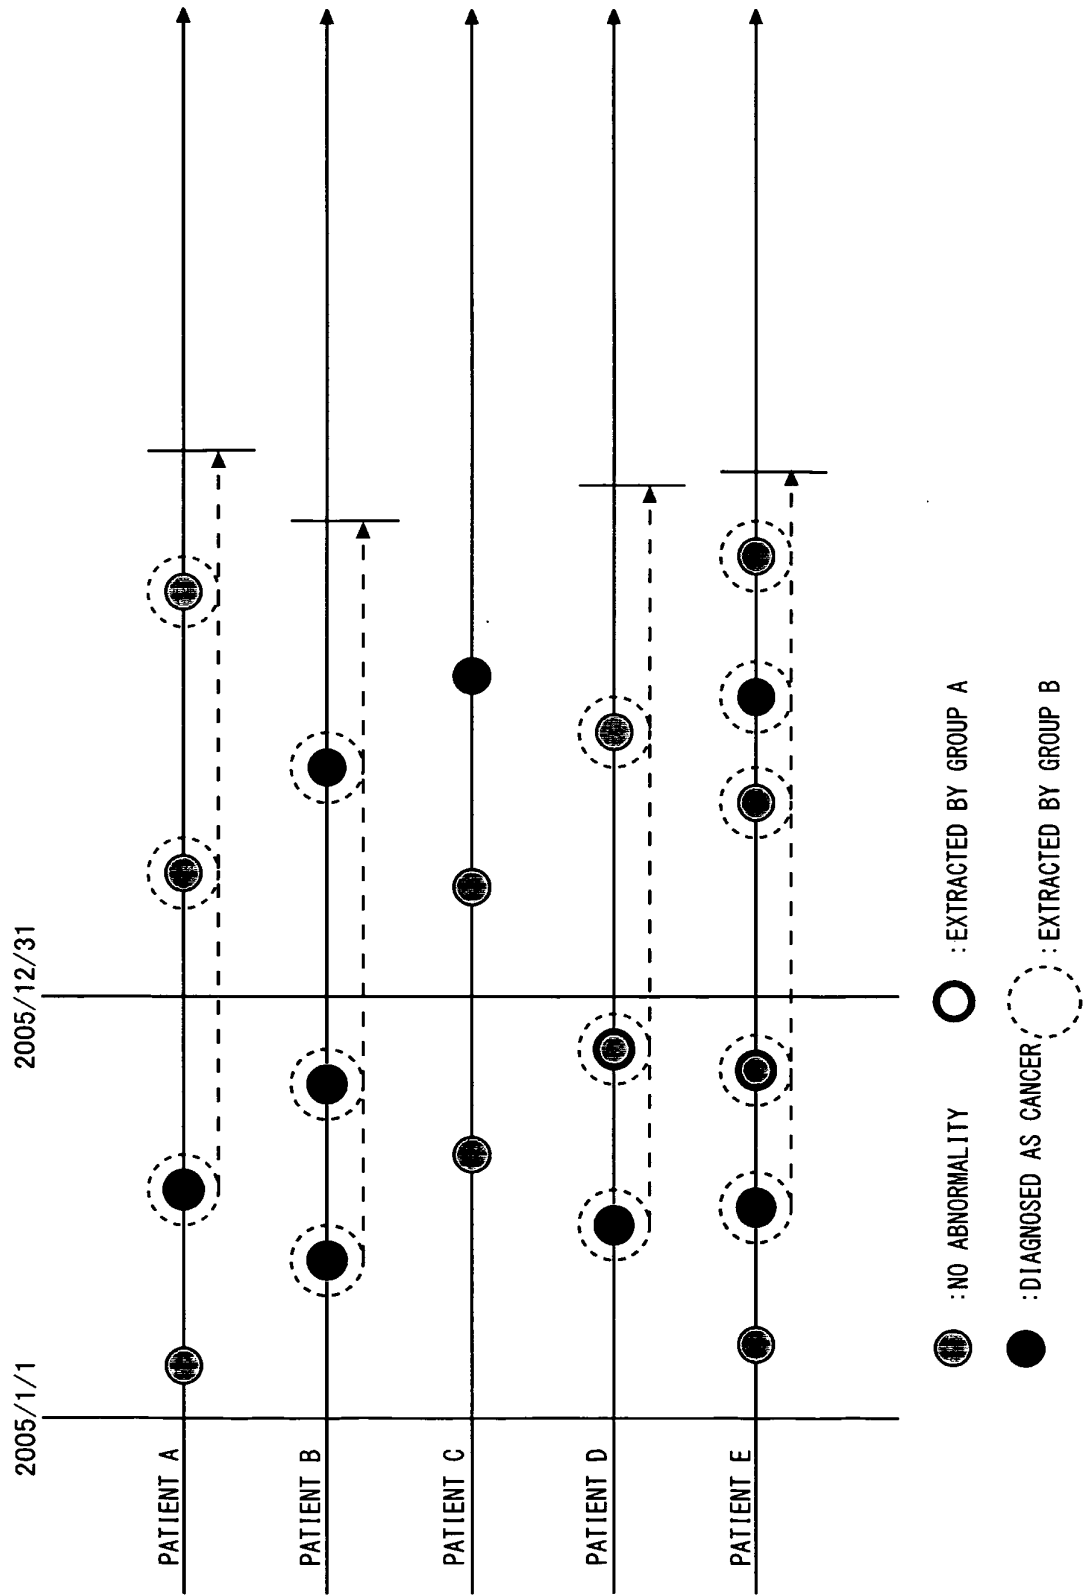 2005/1/1
2005/12/31
PATIENT A
PATIENT B
PATIENT C
PATIENT D
PATIENT E
:NO ABNORMALITY
:EXTRACTED BY GROUP A
:DIAGNOSED AS CANCER
:EXTRACTED BY GROUP B